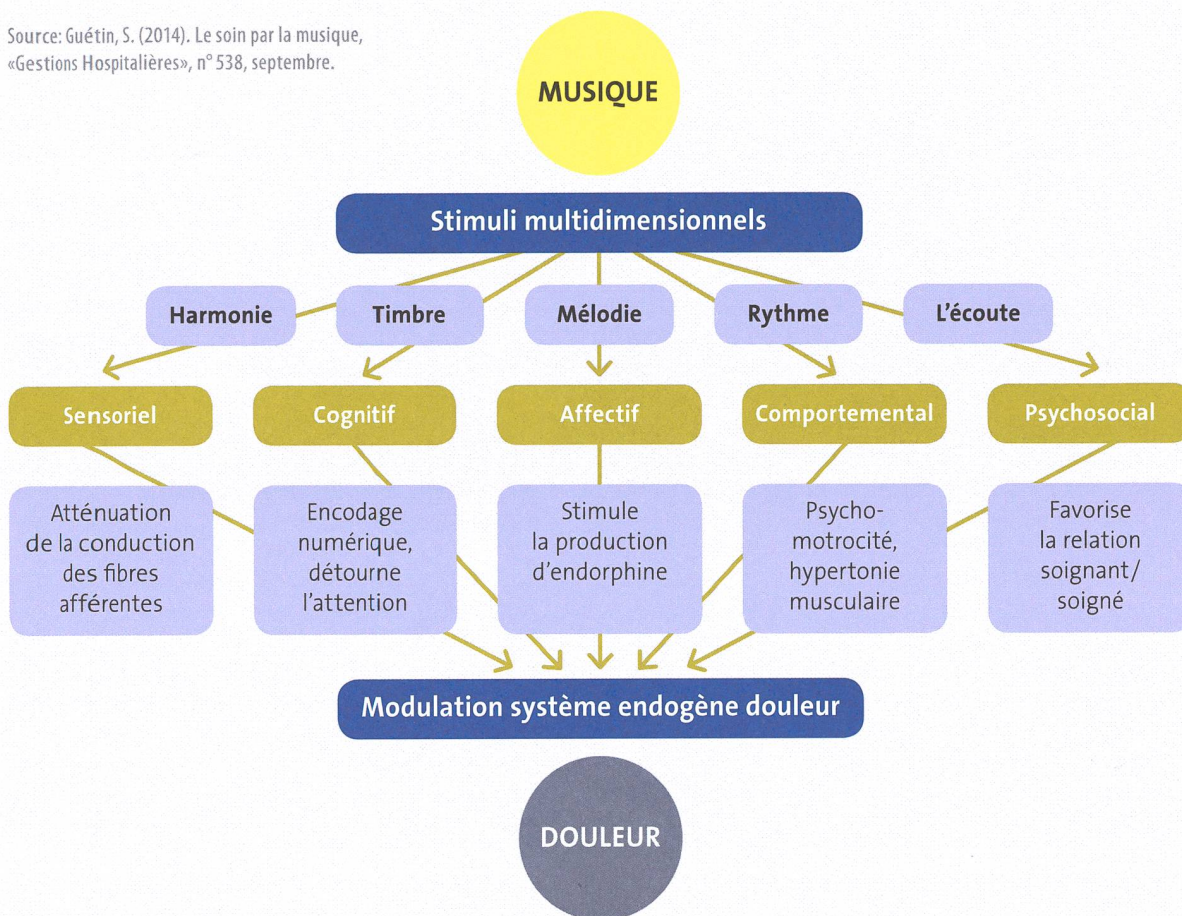 Source: Guétin, S. (2014). Le soin par la musique,
«Gestions Hospitalières», n° 538, septembre.
MUSIQUE
Stimuli multidimensionnels
Harmonie
Timbre
Mélodie
Rythme
L'écoute
Sensoriel
Cognitif
Affectif
Comportemental
Psychosocial
Atténuation
de la conduction
des fibres
afférentes
Encodage
numérique,
détourne
l'attention
Stimule
la production
d'endorphine
Psycho-
motrocité,
hypertonie
musculaire
Favorise
la relation
soignant/
soigné
Modulation système endogène douleur
DOULEUR